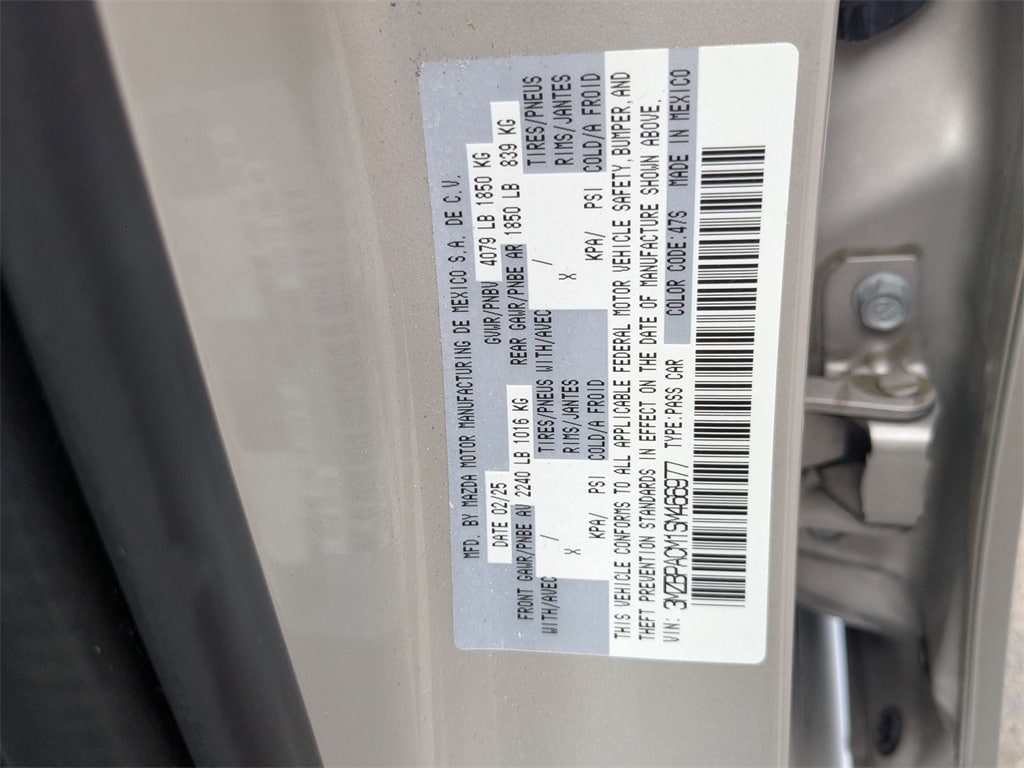 MFD. BY MAZDA MOTOR MANUFACTURING DE MEXICO S.A. DE C.V.
DATE 02/25 GVWR/PNBV 4079 LB 1850 KG
FRONT GAWR/PNBE AV 2240 LB 1016 KG REAR GAWR/PNBE AR 1850 LB 839 KG
WITH/AVEC / TIRES/PNEUS WITH/AVEC / TIRES/PNEUS
X RIMS/JANTES X RIMS/JANTES
KPA/ PSI COLD/A FROID KPA/ PSI COLD/A FROID
THIS VEHICLE CONFORMS TO ALL APPLICABLE FEDERAL MOTOR VEHICLE SAFETY, BUMPER, AND
THEFT PREVENTION STANDARDS IN EFFECT ON THE DATE OF MANUFACTURE SHOWN ABOVE.
VIN: 3MZBPACM1SM466977 TYPE:PASS CAR COLOR CODE:47S MADE IN MEXICO